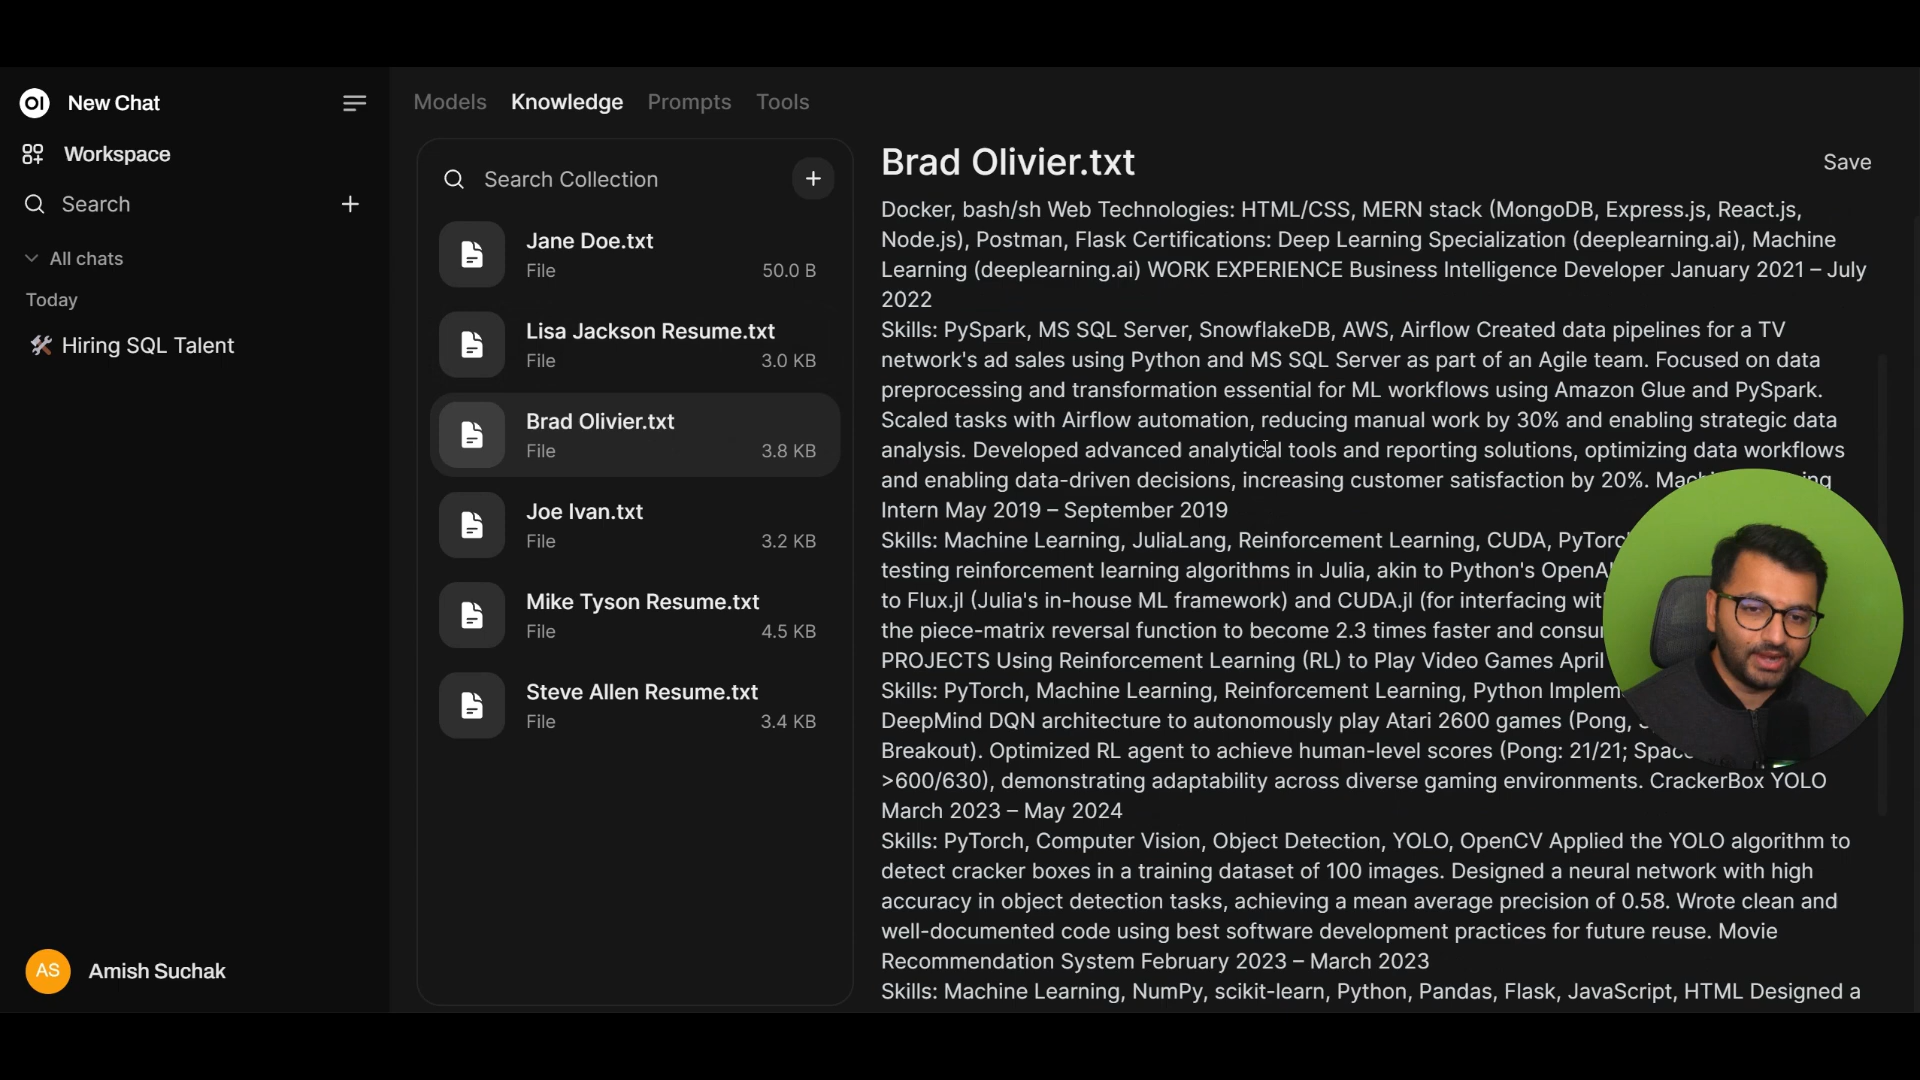 OI New Chat
Workspace
Search
All chats
Today
🛠 Hiring SQL Talent
AS Amish Suchak
Models Knowledge Prompts Tools
Search Collection
Jane Doe.txt
File 50.0 B
Lisa Jackson Resume.txt
File 3.0 KB
Brad Olivier.txt
File 3.8 KB
Joe Ivan.txt
File 3.2 KB
Mike Tyson Resume.txt
File 4.5 KB
Steve Allen Resume.txt
File 3.4 KB
Brad Olivier.txt
Save
Docker, bash/sh Web Technologies: HTML/CSS, MERN stack (MongoDB, Express.js, React.js,
Node.js), Postman, Flask Certifications: Deep Learning Specialization (deeplearning.ai), Machine
Learning (deeplearning.ai) WORK EXPERIENCE Business Intelligence Developer January 2021 – July
2022
Skills: PySpark, MS SQL Server, SnowflakeDB, AWS, Airflow Created data pipelines for a TV
network's ad sales using Python and MS SQL Server as part of an Agile team. Focused on data
preprocessing and transformation essential for ML workflows using Amazon Glue and PySpark.
Scaled tasks with Airflow automation, reducing manual work by 30% and enabling strategic data
analysis. Developed advanced analytical tools and reporting solutions, optimizing data workflows
and enabling data-driven decisions, increasing customer satisfaction by 20%.
Intern May 2019 – September 2019
Skills: Machine Learning, JuliaLang, Reinforcement Learning, CUDA,
testing reinforcement learning algorithms in Julia, akin to Python's
to Flux.jl (Julia's in-house ML framework) and CUDA.jl (for interfacing
the piece-matrix reversal function to become 2.3 times faster and
PROJECTS Using Reinforcement Learning (RL) to Play Video Games April
Skills: PyTorch, Machine Learning, Reinforcement Learning, Python
DeepMind DQN architecture to autonomously play Atari 2600 games (Pong,
Breakout). Optimized RL agent to achieve human-level scores (Pong: 21/21;
>600/630), demonstrating adaptability across diverse gaming environments. CrackerBox YOLO
March 2023 – May 2024
Skills: PyTorch, Computer Vision, Object Detection, YOLO, OpenCV Applied the YOLO algorithm to
detect cracker boxes in a training dataset of 100 images. Designed a neural network with high
accuracy in object detection tasks, achieving a mean average precision of 0.58. Wrote clean and
well-documented code using best software development practices for future reuse. Movie
Recommendation System February 2023 – March 2023
Skills: Machine Learning, NumPy, scikit-learn, Python, Pandas, Flask, JavaScript, HTML Designed a